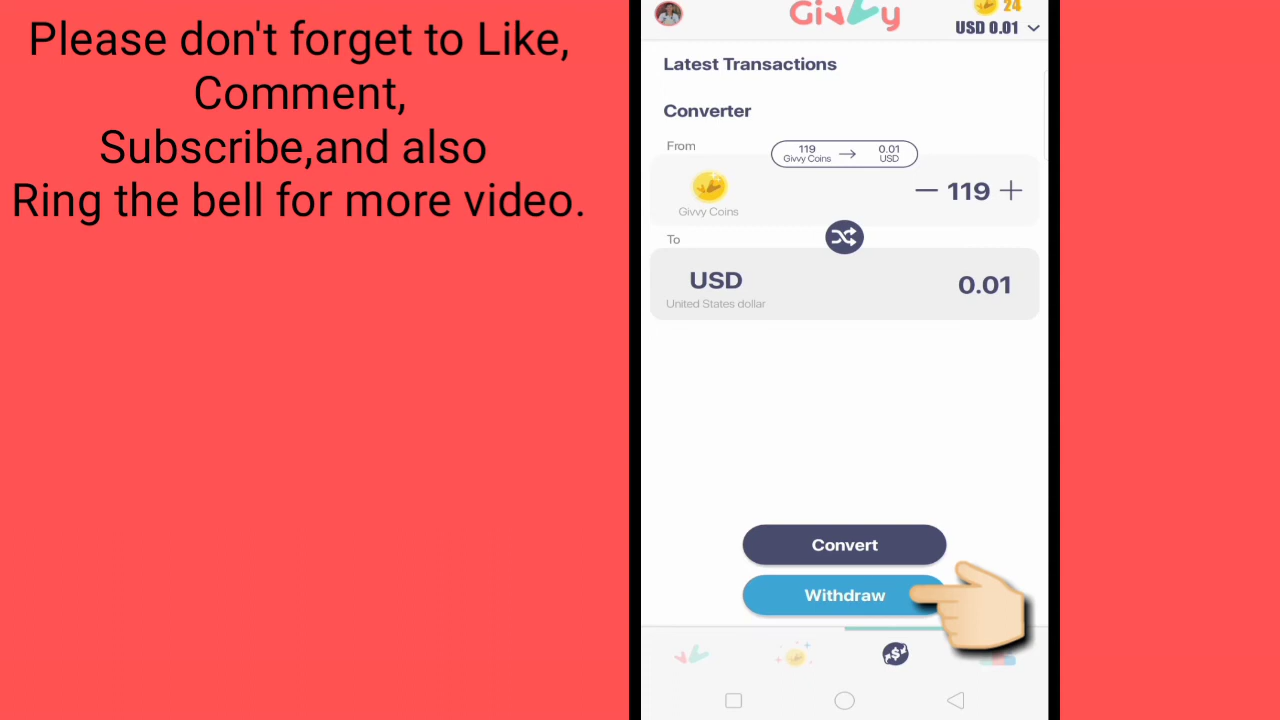 Please don't forget to Like,
Comment,
Subscribe,and also
Ring the bell for more video.
Givvy
24
USD 0.01
Latest Transactions
Converter
From
119
Givvy Coins
0.01
USD
Givvy Coins
119
To
USD
United States dollar
0.01
Convert
Withdraw